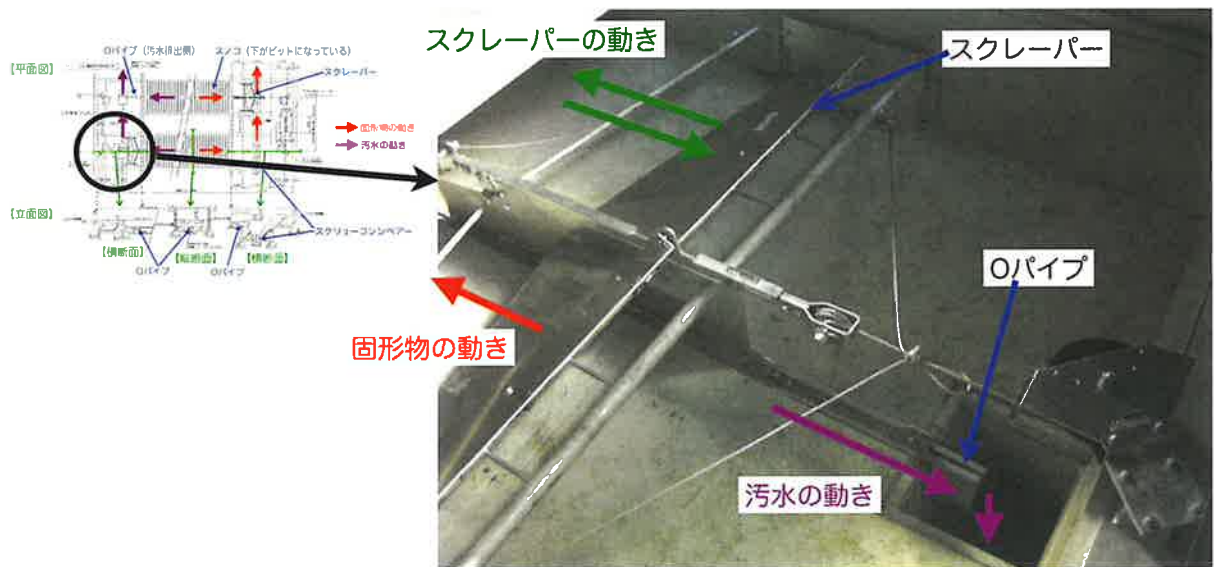 Oパイプ（汚水排出側）
スノコ（下がピットになっている）
【平面図】
スクレーパー
固形物の動き
汚水の動き
【立面図】
スクリューコンベアー
【横断面】
【縦断面】
【横断面】
Oパイプ
Oパイプ
スクレーパーの動き
スクレーパー
Oパイプ
固形物の動き
汚水の動き